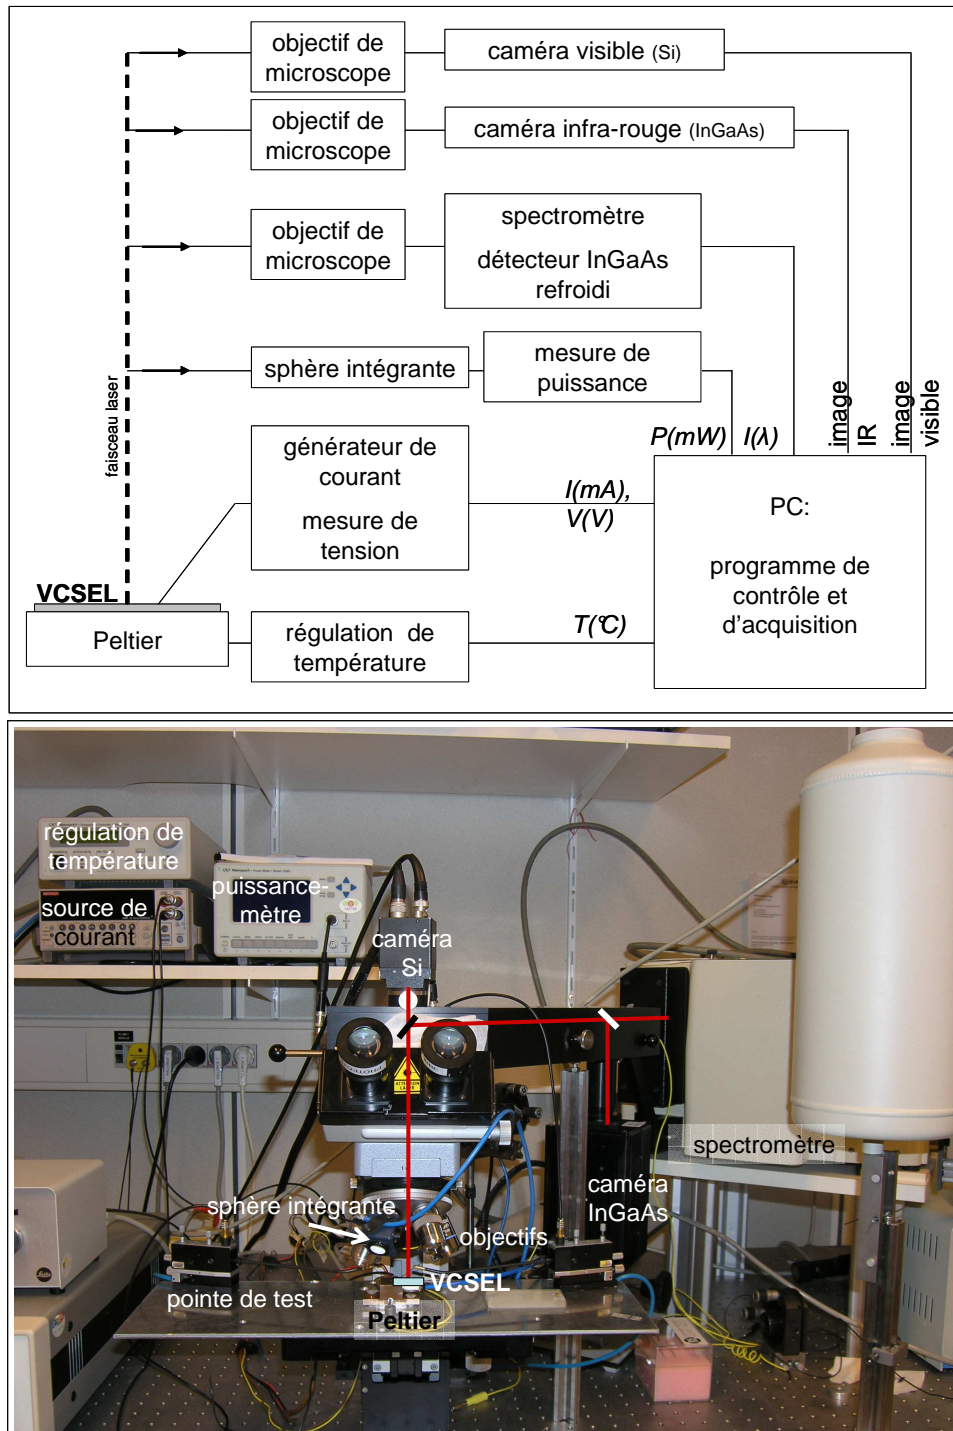 objectif de
microscope
caméra visible (Si)
objectif de
microscope
caméra infra-rouge (InGaAs)
objectif de
microscope
spectromètre
détecteur InGaAs
refroidi
sphère intégrante
mesure de
puissance
faisceau laser
P(mW)
I(λ)
image
IR
image
visible
générateur de
courant
mesure de
tension
I(mA),
V(V)
PC:
programme de
contrôle et
d'acquisition
VCSEL
Peltier
régulation de
température
T(°C)
régulation de
température
source de
courant
puissance-
mètre
caméra
Si
spectromètre
caméra
InGaAs
sphère intégrante
objectifs
VCSEL
pointe de test
Peltier